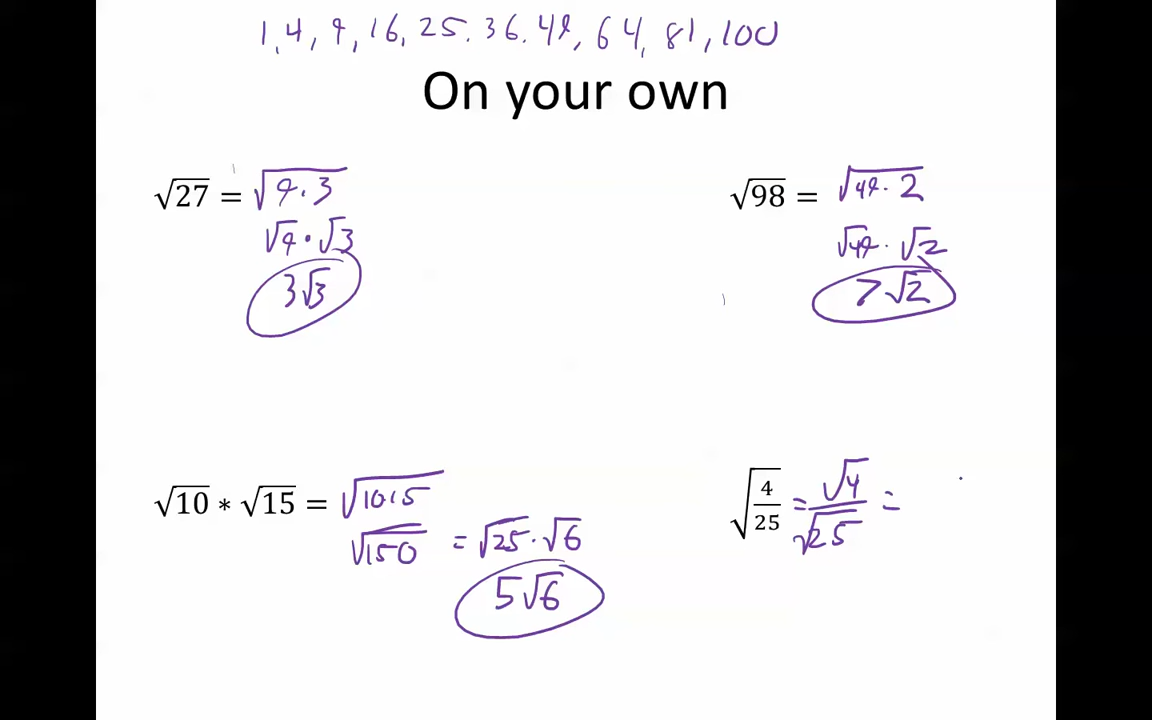 1, 4, 9, 16, 25. 36. 49, 64, 81, 100
On your own
√27 = √9·3
√9 · √3
3√3
√98 = √49·2
√49 · √2
7√2
√10 * √15 = √10·15
√150 = √25 · √6
5√6
√4/25 = √4/√25 =